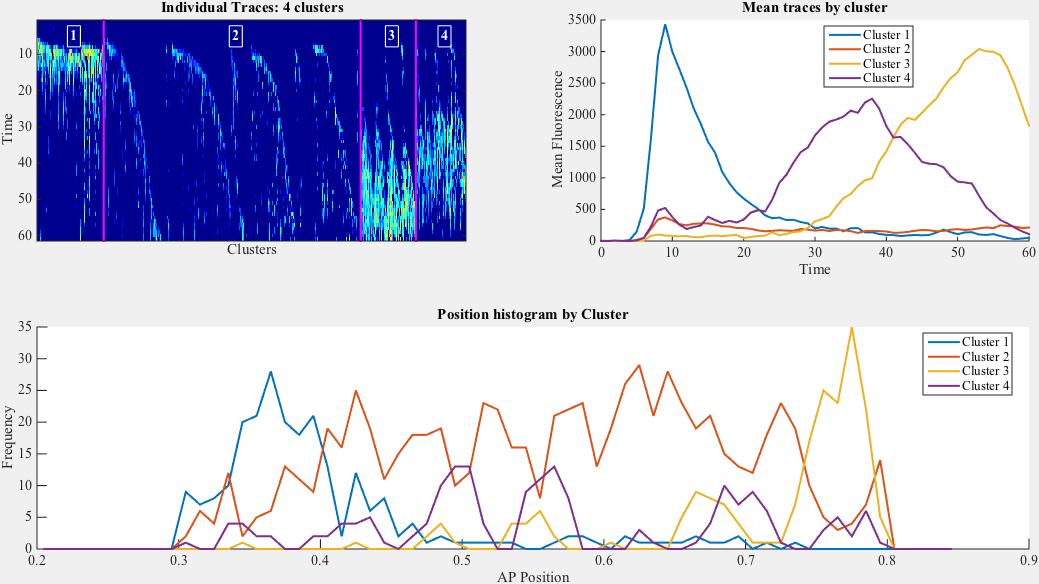 Individual Traces: 4 clusters
1 2 3 4
10
20
30
40
50
60
Time
Clusters
Mean traces by cluster
3500
3000
2500
2000
1500
1000
500
0
Mean Fluorescence
Cluster 1
Cluster 2
Cluster 3
Cluster 4
0 10 20 30 40 50 60
Time
Position histogram by Cluster
35
30
25
20
15
10
5
0
Frequency
Cluster 1
Cluster 2
Cluster 3
Cluster 4
0.2 0.3 0.4 0.5 0.6 0.7 0.8 0.9
AP Position